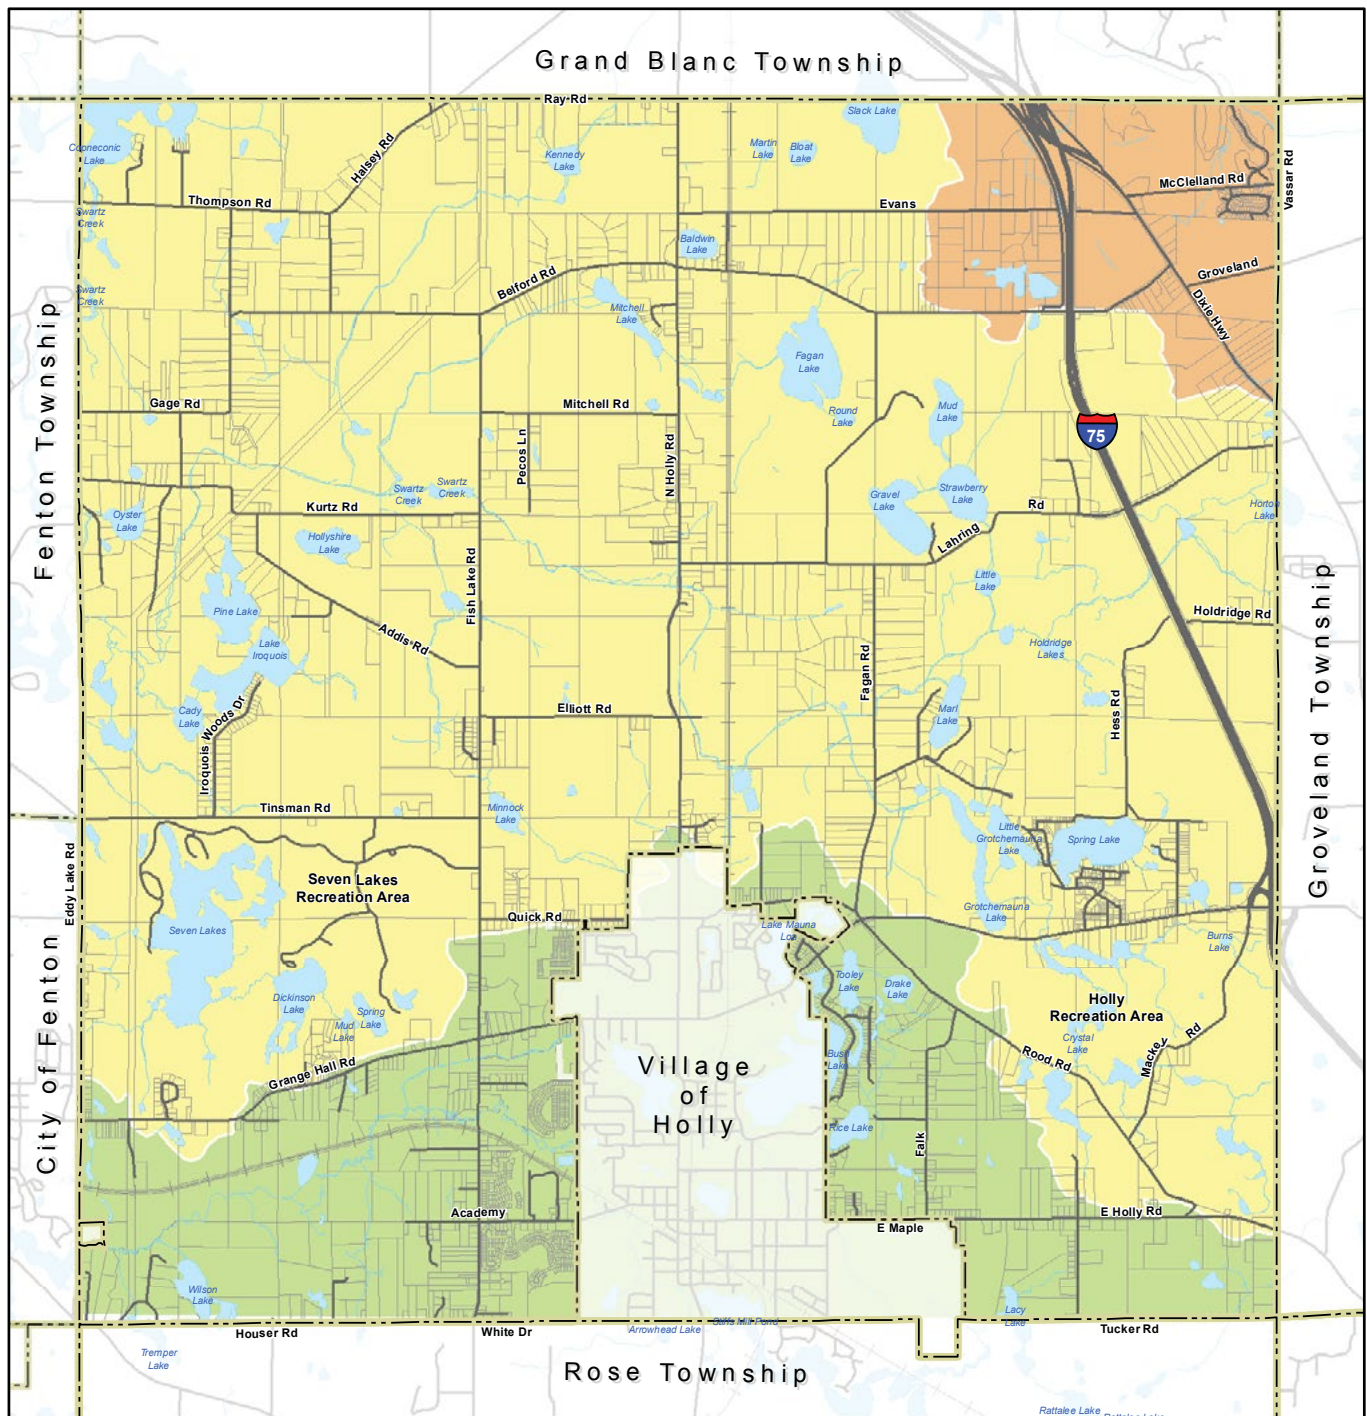 Grand Blanc Township
Ray Rd
Slack Lake
Copneconic
Lake
Halsey Rd
Kennedy
Lake
Martin
Lake
Bloat
Lake
Vassar Rd
McClelland Rd
Thompson Rd
Evans
Swartz
Creek
Baldwin
Lake
Groveland
Belford Rd
Swartz
Creek
Dixie Hwy
Mitchell
Lake
Fenton Township
Fagan
Lake
Gage Rd
Mitchell Rd
Round
Lake
Mud
Lake
75
Pecos Ln
N Holly Rd
Swartz
Creek
Swartz
Creek
Gravel
Lake
Strawberry
Lake
Kurtz Rd
Rd
Horton
Lake
Oyster
Lake
Hollyshire
Lake
Lahring
Fish Lake Rd
Little
Lake
Pine Lake
Holdridge Rd
Addis Rd
Lake
Iroquois
Holdridge
Lakes
Fagan Rd
Groveland Township
Hess Rd
Cady
Lake
Iroquois Woods Dr
Elliott Rd
Marl
Lake
Tinsman Rd
Minnock
Lake
Little
Grotchemauna
Lake
Spring Lake
Eddy Lake Rd
Seven Lakes
Recreation Area
Quick Rd
Grotchemauna
Lake
Seven Lakes
Lake Mauna
Loa
Burns
Lake
City of Fenton
Tooley
Lake
Drake
Lake
Dickinson
Lake
Spring
Lake
Mud
Lake
Holly
Recreation Area
Crystal
Lake
Mackey Rd
Rood Rd
Bush
Lake
Grange Hall Rd
Village
of
Holly
Rice Lake
Falk
Academy
E Holly Rd
E Maple
Wilson
Lake
Lacy
Lake
Houser Rd
White Dr
Arrowhead Lake
Stiffs Mill Pond
Tucker Rd
Tremper
Lake
Rose Township
Rattalee Lake
Rattalee Lake